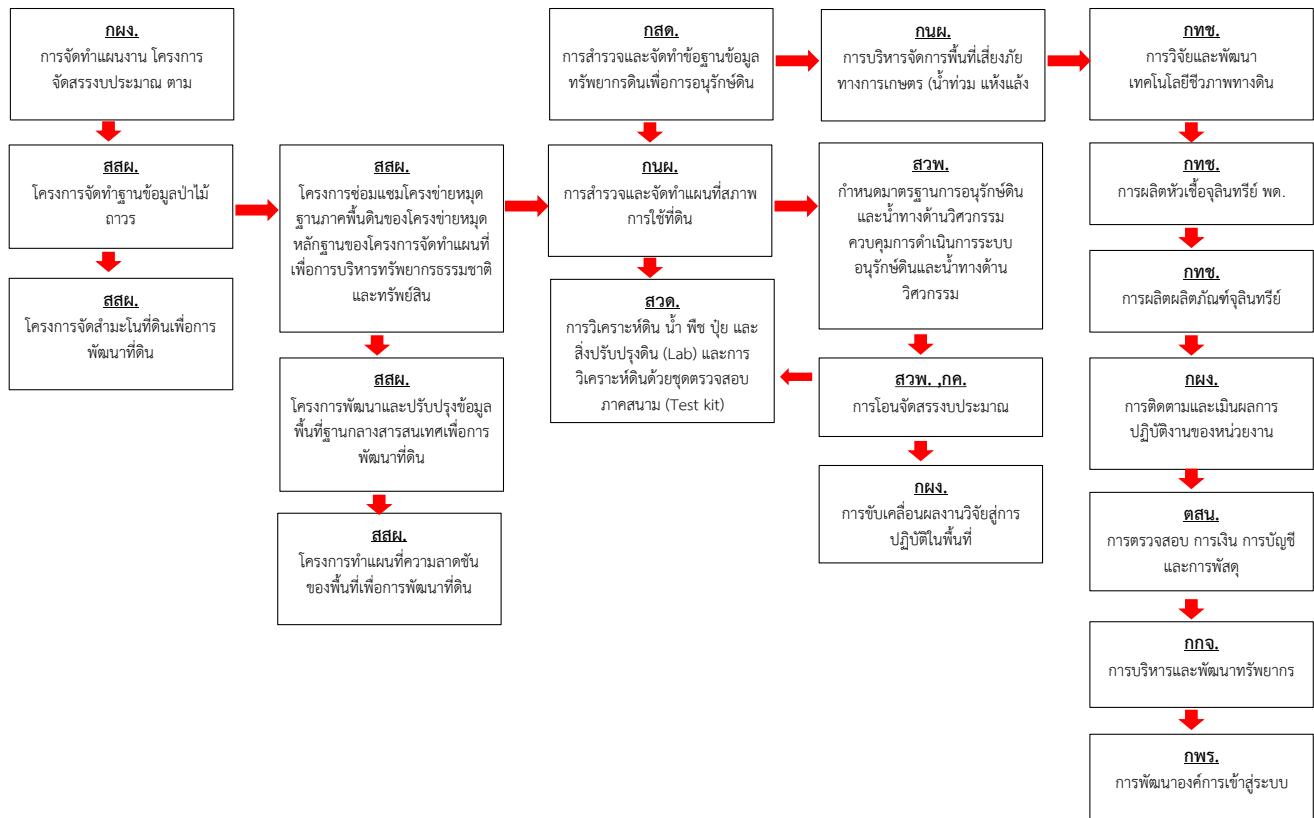 กผง.
การจัดทำแผนงาน โครงการ
จัดสรรงบประมาณ ตาม
สสผ.
โครงการจัดทำฐานข้อมูลป่าไม้
ถาวร
สสผ.
โครงการจัดสำมะโนที่ดินเพื่อการ
พัฒนาที่ดิน
สสผ.
โครงการซ่อมแซมโครงข่ายหมุด
ฐานภาคพื้นดินของโครงข่ายหมุด
หลักฐานของโครงการจัดทำแผนที่
เพื่อการบริหารทรัพยากรธรรมชาติ
และทรัพย์สิน
สสผ.
โครงการพัฒนาและปรับปรุงข้อมูล
พื้นที่ฐานกลางสารสนเทศเพื่อการ
พัฒนาที่ดิน
สสผ.
โครงการทำแผนที่ความลาดชัน
ของพื้นที่เพื่อการพัฒนาที่ดิน
กสด.
การสำรวจและจัดทำข้อฐานข้อมูล
ทรัพยากรดินเพื่อการอนุรักษ์ดิน
กนผ.
การสำรวจและจัดทำแผนที่สภาพ
การใช้ที่ดิน
สวด.
การวิเคราะห์ดิน น้ำ พืช ปุ๋ย และ
สิ่งปรับปรุงดิน (Lab) และการ
วิเคราะห์ดินด้วยชุดตรวจสอบ
ภาคสนาม (Test kit)
กนผ.
การบริหารจัดการพื้นที่เสี่ยงภัย
ทางการเกษตร (น้ำท่วม แห้งแล้ง
สวพ.
กำหนดมาตรฐานการอนุรักษ์ดิน
และน้ำทางด้านวิศวกรรม
ควบคุมการดำเนินการระบบ
อนุรักษ์ดินและน้ำทางด้าน
วิศวกรรม
สวพ. ,กค.
การโอนจัดสรรงบประมาณ
กผง.
การขับเคลื่อนผลงานวิจัยสู่การ
ปฏิบัติในพื้นที่
กทช.
การวิจัยและพัฒนา
เทคโนโลยีชีวภาพทางดิน
กทช.
การผลิตหัวเชื้อจุลินทรีย์ พด.
กทช.
การผลิตผลิตภัณฑ์จุลินทรีย์
กผง.
การติดตามและเมินผลการ
ปฏิบัติงานของหน่วยงาน
ตสน.
การตรวจสอบ การเงิน การบัญชี
และการพัสดุ
กกจ.
การบริหารและพัฒนาทรัพยากร
กพร.
การพัฒนาองค์การเข้าสู่ระบบ